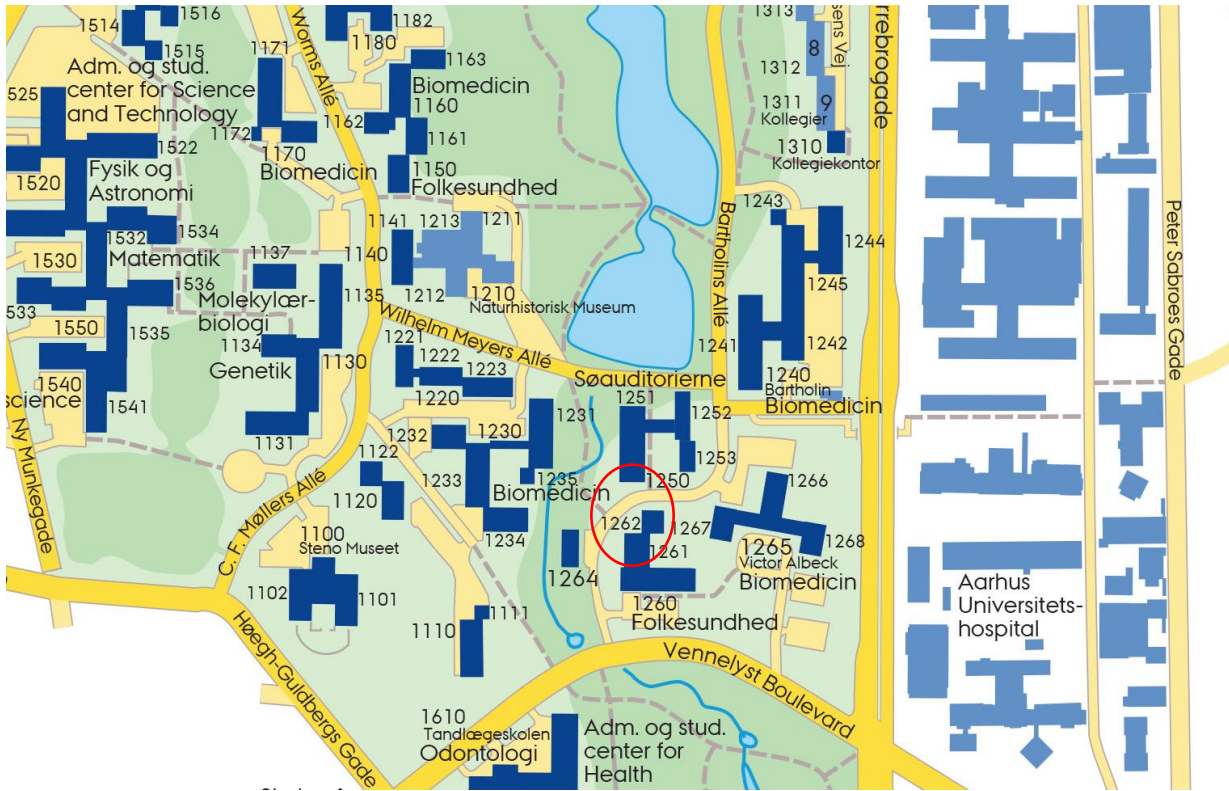 1514
1516
1515
Adm. og stud.
center for Science
and Technology
1525
1522
1520
Fysik og
Astronomi
1532
1534
Matematik
1530
1536
1533
1550
1535
1540
science
1541
Ny Munkegade
1171
1172
1170
Biomedicin
1137
Molekylær-
biologi
1135
1134
Genetik
1130
1131
Worms Allé
1182
1180
1163
Biomedicin
1160
1162
1161
1150
Folkesundhed
1141
1213
1211
1140
1212
1210
Naturhistorisk Museum
Wilhelm Meyers Allé
1221
1222
1223
1220
1231
1232
1230
1233
1235
Biomedicin
1234
1122
1120
C. F. Møllers Allé
1100
Steno Museet
1102
1101
1111
1110
Høegh-Guldbergs Gade
1313
8
1312
sens Vej
1311
9
Kollegier
1310
Kollegiekontor
rrebrogade
Bartholins Allé
1243
1244
1245
1241
1242
1240
Bartholin
Biomedicin
Søauditorierne
1251
1252
1253
1250
1262
1267
1261
1264
1260
Folkesundhed
1266
1265
1268
Victor Albeck
Biomedicin
Vennelyst Boulevard
1610
Tandlægeskolen
Odontologi
Adm. og stud.
center for
Health
Peter Sabroes Gade
Aarhus
Universitets-
hospital